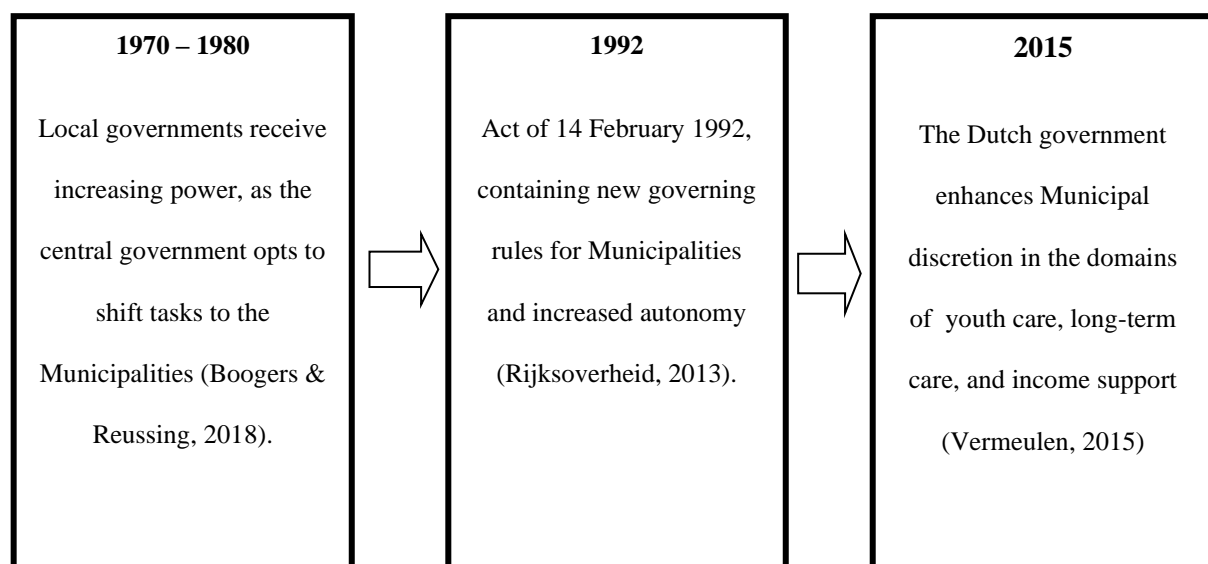 1970 – 1980
Local governments receive
increasing power, as the
central government opts to
shift tasks to the
Municipalities (Boogers &
Reussing, 2018).
1992
Act of 14 February 1992,
containing new governing
rules for Municipalities
and increased autonomy
(Rijksoverheid, 2013).
2015
The Dutch government
enhances Municipal
discretion in the domains
of youth care, long-term
care, and income support
(Vermeulen, 2015)